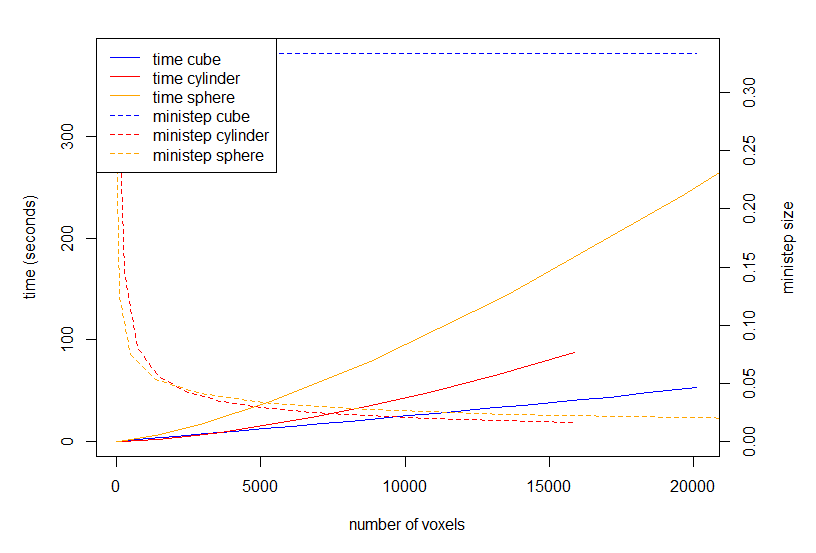 time cube
time cylinder
time sphere
ministep cube
ministep cylinder
ministep sphere
time (seconds)
0
100
200
300
ministep size
0.00
0.05
0.10
0.15
0.20
0.25
0.30
0
5000
10000
15000
20000
number of voxels